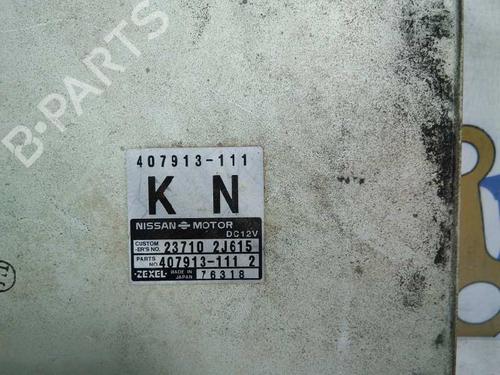 B-PARTS
407913-111
K N
NISSAN MOTOR
DC12V
CUSTOM
-ER'S NO. 23710 2J615
PARTS
NO. 407913-111 2
ZEXEL MADE IN
JAPAN 76318